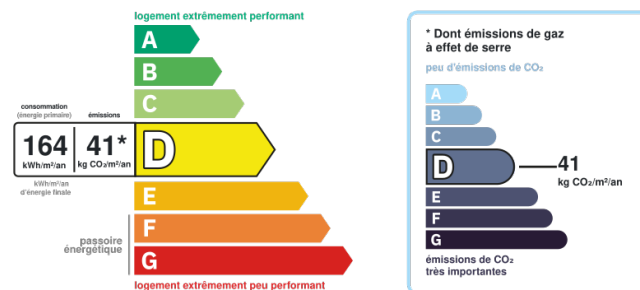 logement extrêmement performant
A
B
C
consommation
(énergie primaire)
émissions
164
kWh/m²/an
41*
kg CO₂/m²/an
D
kWh/m²/an
d'énergie finale
E
F
G
passoire
énergétique
logement extrêmement peu performant
* Dont émissions de gaz
à effet de serre
peu d'émissions de CO₂
A
B
C
D
41
kg CO₂/m²/an
E
F
G
émissions de CO₂
très importantes